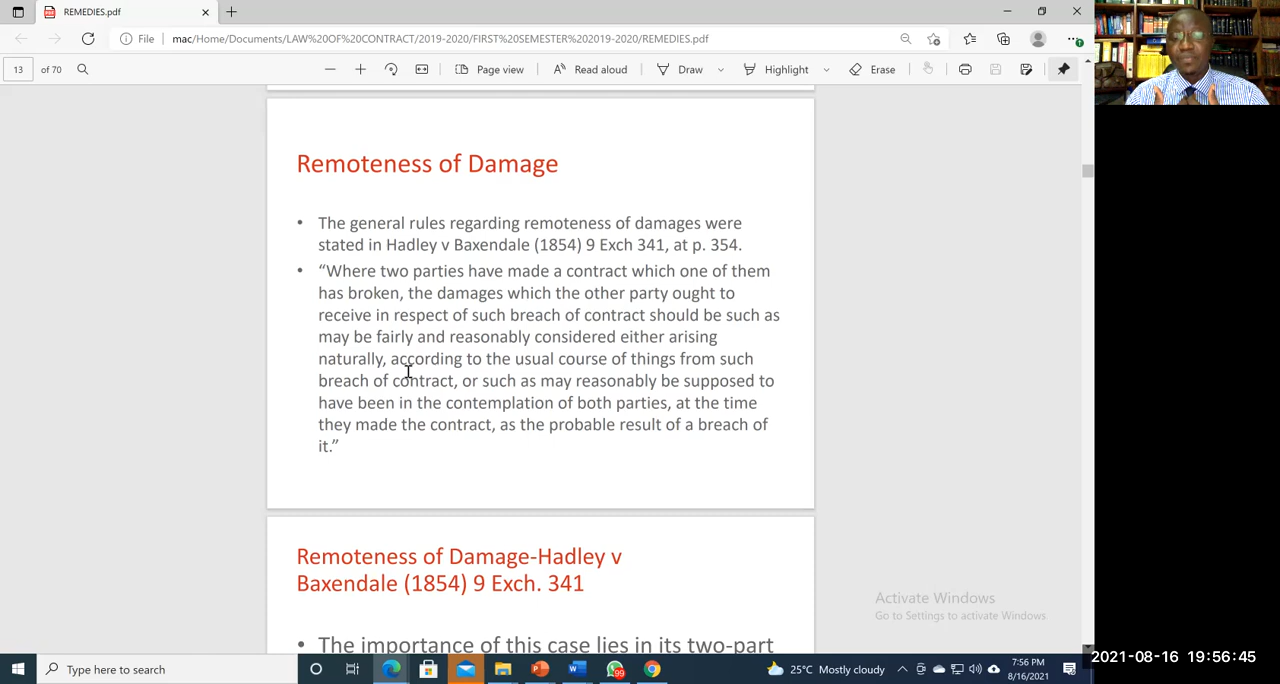 REMEDIES.pdf
File
mac/Home/Documents/LAW%20OF%20CONTRACT/2019-2020/FIRST%20SEMESTER%202019-2020/REMEDIES.pdf
13 of 70
Page view
Read aloud
Draw
Highlight
Erase
Remoteness of Damage
• The general rules regarding remoteness of damages were
stated in Hadley v Baxendale (1854) 9 Exch 341, at p. 354.
• “Where two parties have made a contract which one of them
has broken, the damages which the other party ought to
receive in respect of such breach of contract should be such as
may be fairly and reasonably considered either arising
naturally, according to the usual course of things from such
breach of contract, or such as may reasonably be supposed to
have been in the contemplation of both parties, at the time
they made the contract, as the probable result of a breach of
it.”
Remoteness of Damage-Hadley v
Baxendale (1854) 9 Exch. 341
• The importance of this case lies in its two-part
Activate Windows
Go to Settings to activate Windows.
Type here to search
99
25°C Mostly cloudy
7:56 PM
8/16/2021
2021-08-16 19:56:45